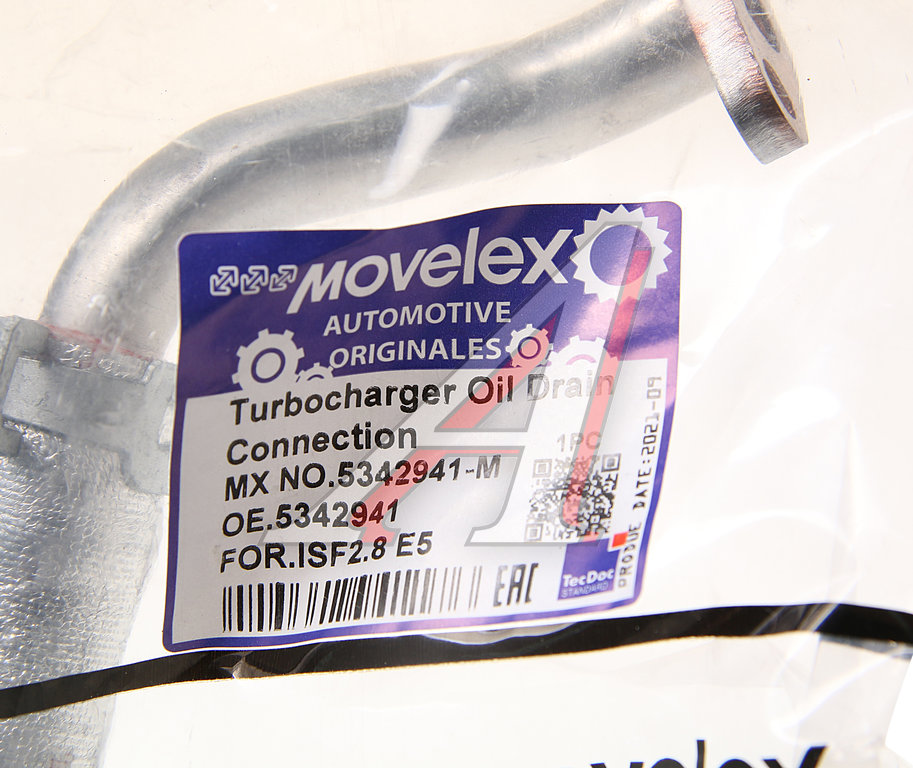 MOVelex
AUTOMOTIVE
ORIGINALES
Turbocharger Oil Drain
Connection
1PC
MX NO.5342941-M
OE.5342941
FOR.ISF2.8 E5
EAC
TecDoc
STANDARD
PRODUE DATE:2021-09
Movelex